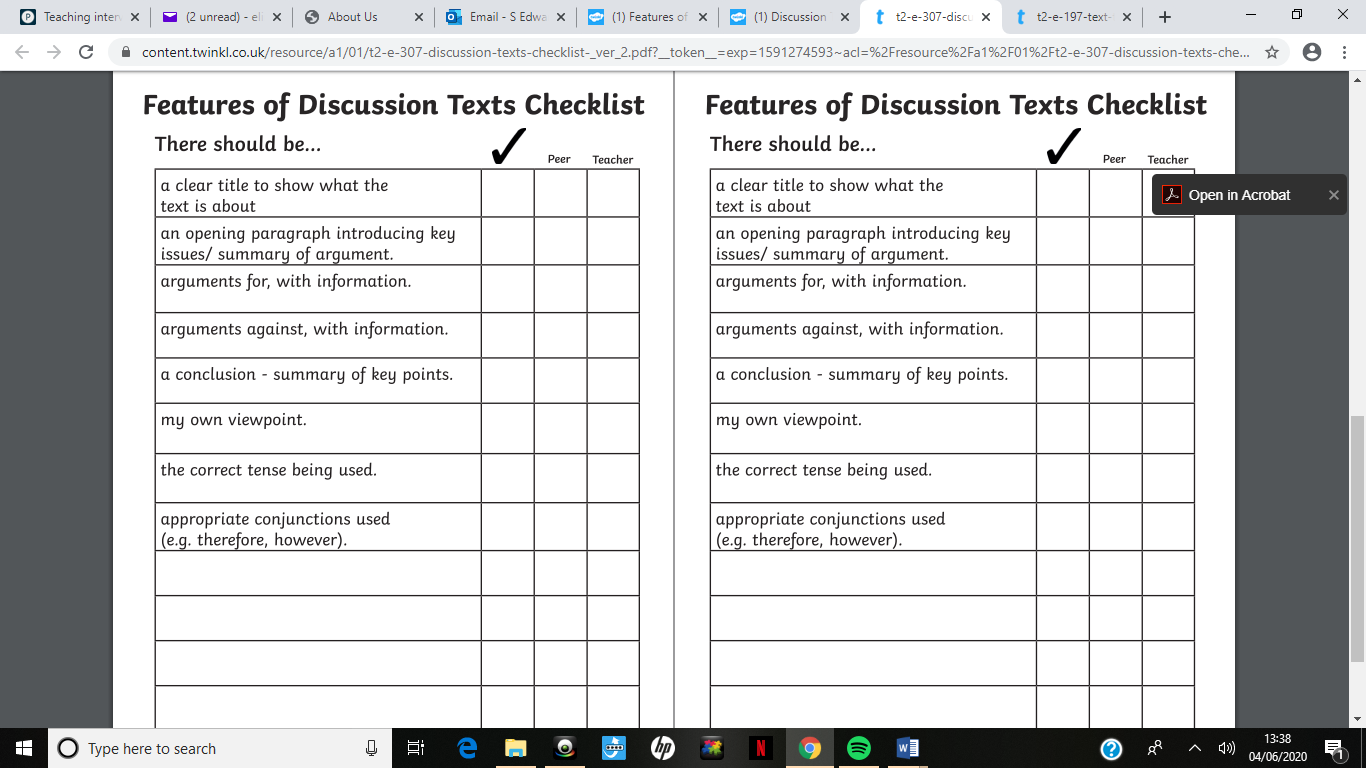 Teaching inter
(2 unread) - eli
About Us
Email - S Edwa
(1) Features of
(1) Discussion
t2-e-307-discu
t2-e-197-text-
content.twinkl.co.uk/resource/a1/01/t2-e-307-discussion-texts-checklist-_ver_2.pdf?__token__=exp=1591274593~acl=%2Fresource%2Fa1%2F01%2Ft2-e-307-discussion-texts-che...
Features of Discussion Texts Checklist
There should be...
Peer
Teacher
a clear title to show what the
text is about
an opening paragraph introducing key
issues/ summary of argument.
arguments for, with information.
arguments against, with information.
a conclusion - summary of key points.
my own viewpoint.
the correct tense being used.
appropriate conjunctions used
(e.g. therefore, however).
Features of Discussion Texts Checklist
There should be...
Peer
Teacher
a clear title to show what the
text is about
an opening paragraph introducing key
issues/ summary of argument.
arguments for, with information.
arguments against, with information.
a conclusion - summary of key points.
my own viewpoint.
the correct tense being used.
appropriate conjunctions used
(e.g. therefore, however).
Open in Acrobat
Type here to search
hp
N
13:38
04/06/2020
1